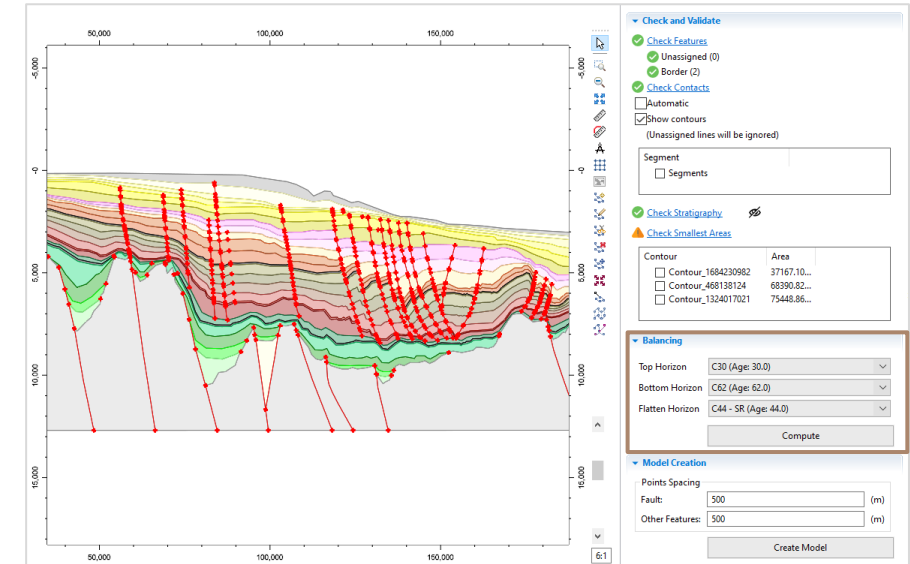 50,000 100,000 150,000
-5,000 -5,000
-0 -0
5,000 5,000
10,000 10,000
15,000 15,000
50,000 100,000 150,000
6:1
Check and Validate
Check Features
Unassigned (0)
Border (2)
Check Contacts
Automatic
Show contours
(Unassigned lines will be ignored)
Segment
Segments
Check Stratigraphy
Check Smallest Areas
Contour Area
Contour_1684230982 37167.10...
Contour_468138124 68390.82...
Contour_1324017021 75448.86...
Balancing
Top Horizon C30 (Age: 30.0)
Bottom Horizon C62 (Age: 62.0)
Flatten Horizon C44 - SR (Age: 44.0)
Compute
Model Creation
Points Spacing
Fault: 500 (m)
Other Features: 500 (m)
Create Model